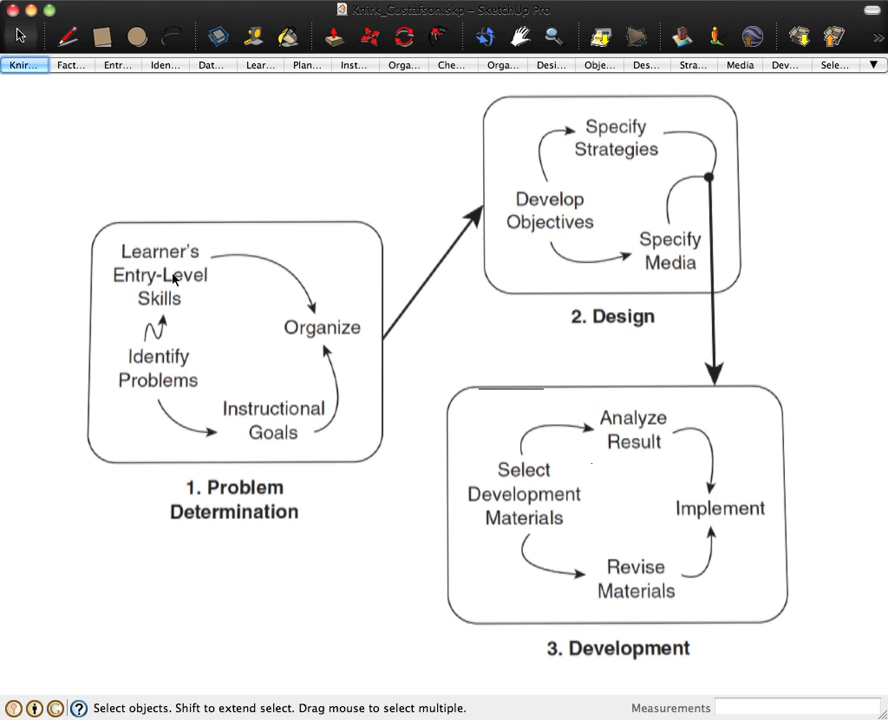 Knirk_Gustafson.skp – SketchUp Pro
Knir... Fact... Entr... Iden... Dat... Lear... Plan... Inst... Orga... Che... Orga... Desi... Obje... Des... Stra... Media Dev... Sele...
Specify
Strategies
Develop
Objectives
Specify
Media
2. Design
Learner's
Entry-Level
Skills
Organize
Identify
Problems
Instructional
Goals
1. Problem
Determination
Analyze
Result
Select
Development
Materials
Implement
Revise
Materials
3. Development
Select objects. Shift to extend select. Drag mouse to select multiple.
Measurements